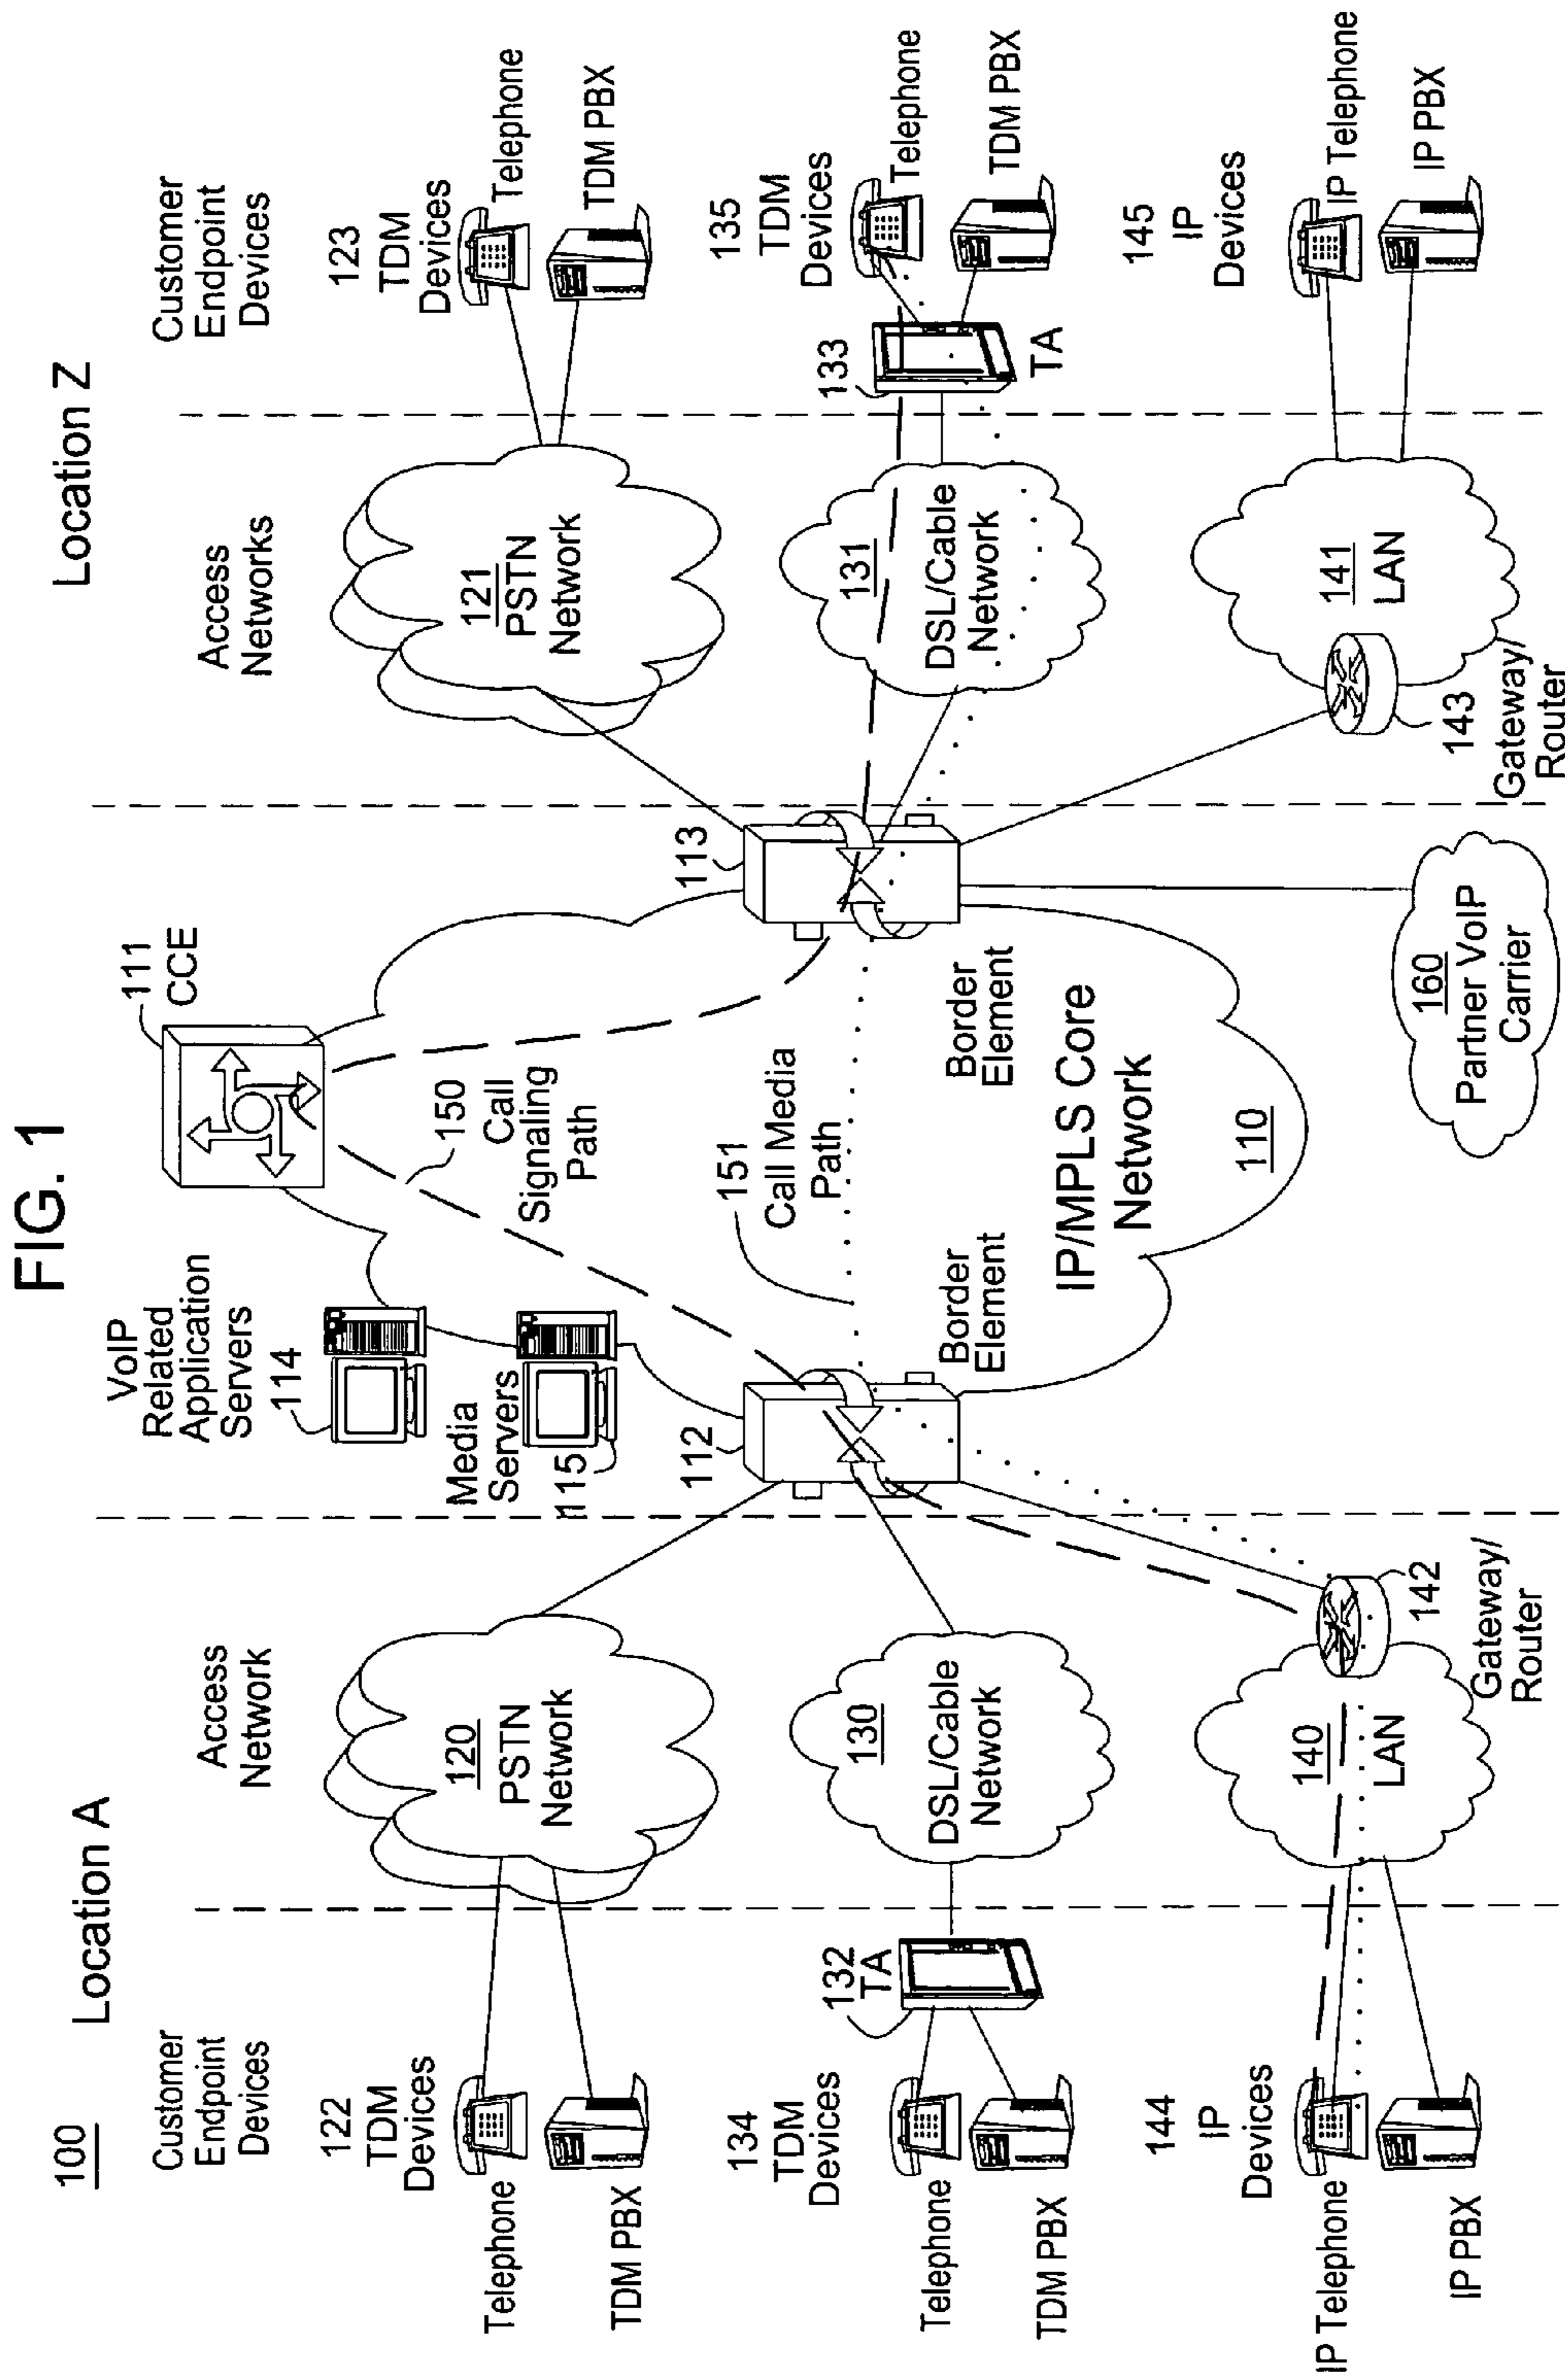 FIG. 1
100
Location A
Location Z
Customer
Endpoint
Devices
Access
Network
VoIP
Related
Application
Servers
114
111
CCE
Access
Networks
Customer
Endpoint
Devices
122
TDM
Devices
Telephone
TDM PBX
120
PSTN
Network
Media
Servers
115
150
Call
Signaling
Path
121
PSTN
Network
123
TDM
Devices
Telephone
TDM PBX
134
TDM
Devices
Telephone
TDM PBX
132
TA
130
DSL/Cable
Network
112
Border
Element
151
Call Media
Path
113
Border
Element
IP/MPLS Core
Network
110
131
DSL/Cable
Network
133
TA
135
TDM
Devices
Telephone
TDM PBX
144
IP
Devices
IP Telephone
IP PBX
140
LAN
142
Gateway/
Router
160
Partner VoIP
Carrier
141
LAN
143
Gateway/
Router
145
IP
Devices
IP Telephone
IP PBX